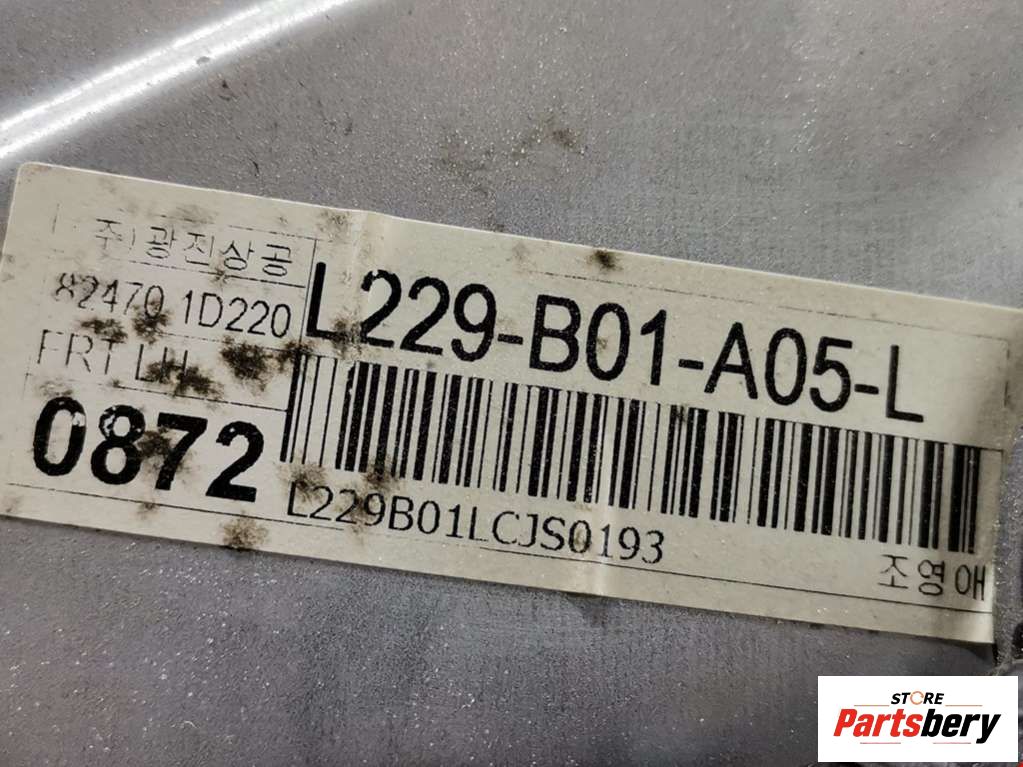 주)광진상공
82470 1D220
FRT LH
0872
L229-B01-A05-L
L229B01LCJS0193
조영애
STORE
Partsbery